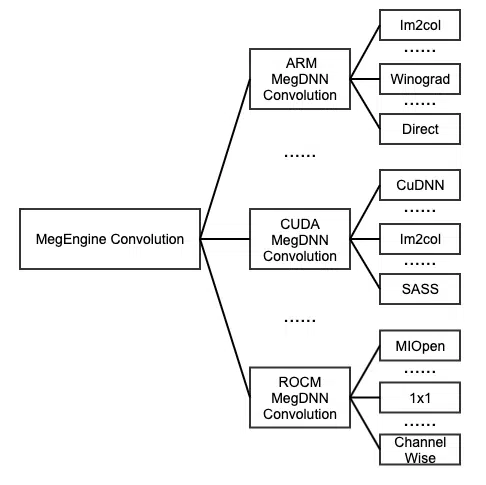 MegEngine Convolution
ARM
MegDNN
Convolution
......
CUDA
MegDNN
Convolution
......
ROCM
MegDNN
Convolution
Im2col
......
Winograd
......
Direct
CuDNN
......
Im2col
......
SASS
MIOpen
......
1x1
......
Channel
Wise